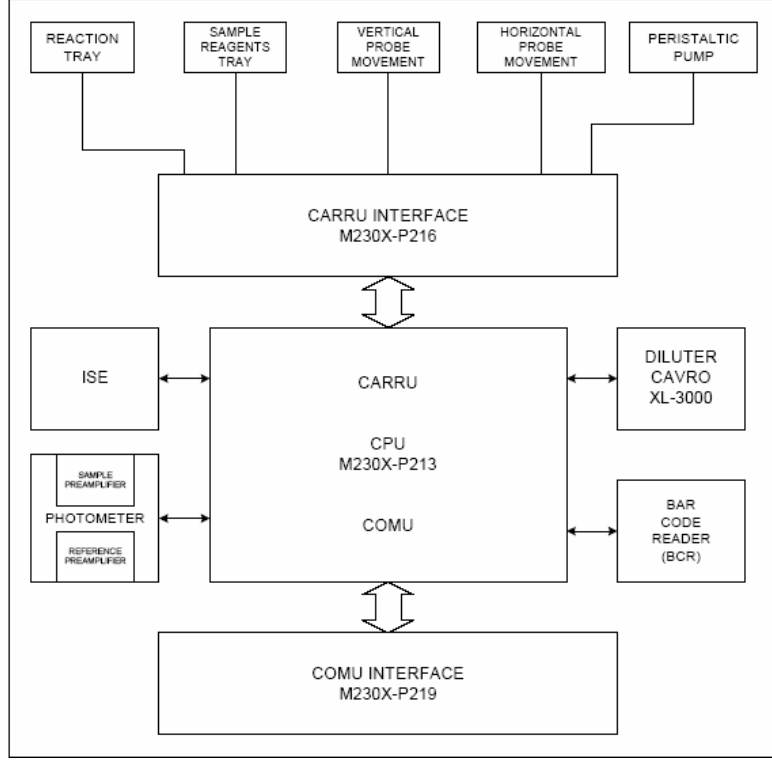 REACTION
TRAY
SAMPLE
REAGENTS
TRAY
VERTICAL
PROBE
MOVEMENT
HORIZONTAL
PROBE
MOVEMENT
PERISTALTIC
PUMP
CARRU INTERFACE
M230X-P216
ISE
CARRU
CPU
M230X-P213
COMU
DILUTER
CAVRO
XL-3000
SAMPLE
PREAMPLIFIER
PHOTOMETER
REFERENCE
PREAMPLIFIER
BAR
CODE
READER
(BCR)
COMU INTERFACE
M230X-P219